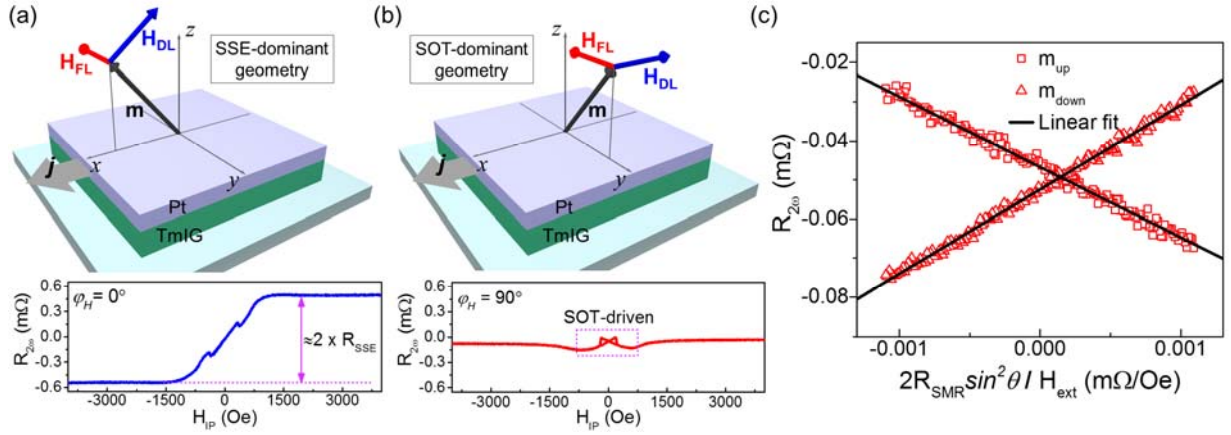 (a)
H_DL
H_FL
m
z
SSE-dominant
geometry
j
x
y
Pt
TmIG
φ_H = 0°
R_2ω (mΩ)
0.6
0.3
0.0
-0.3
-0.6
≈2 x R_SSE
-3000 -1500 0 1500 3000
H_IP (Oe)
(b)
SOT-dominant
geometry
z
H_FL
H_DL
m
j
x
y
Pt
TmIG
φ_H = 90°
SOT-driven
R_2ω (mΩ)
0.6
0.3
0.0
-0.3
-0.6
-3000 -1500 0 1500 3000
H_IP (Oe)
(c)
m_up
m_down
Linear fit
R_2ω (mΩ)
-0.02
-0.04
-0.06
-0.08
-0.001 0.000 0.001
2R_SMR sin²θ / H_ext (mΩ/Oe)